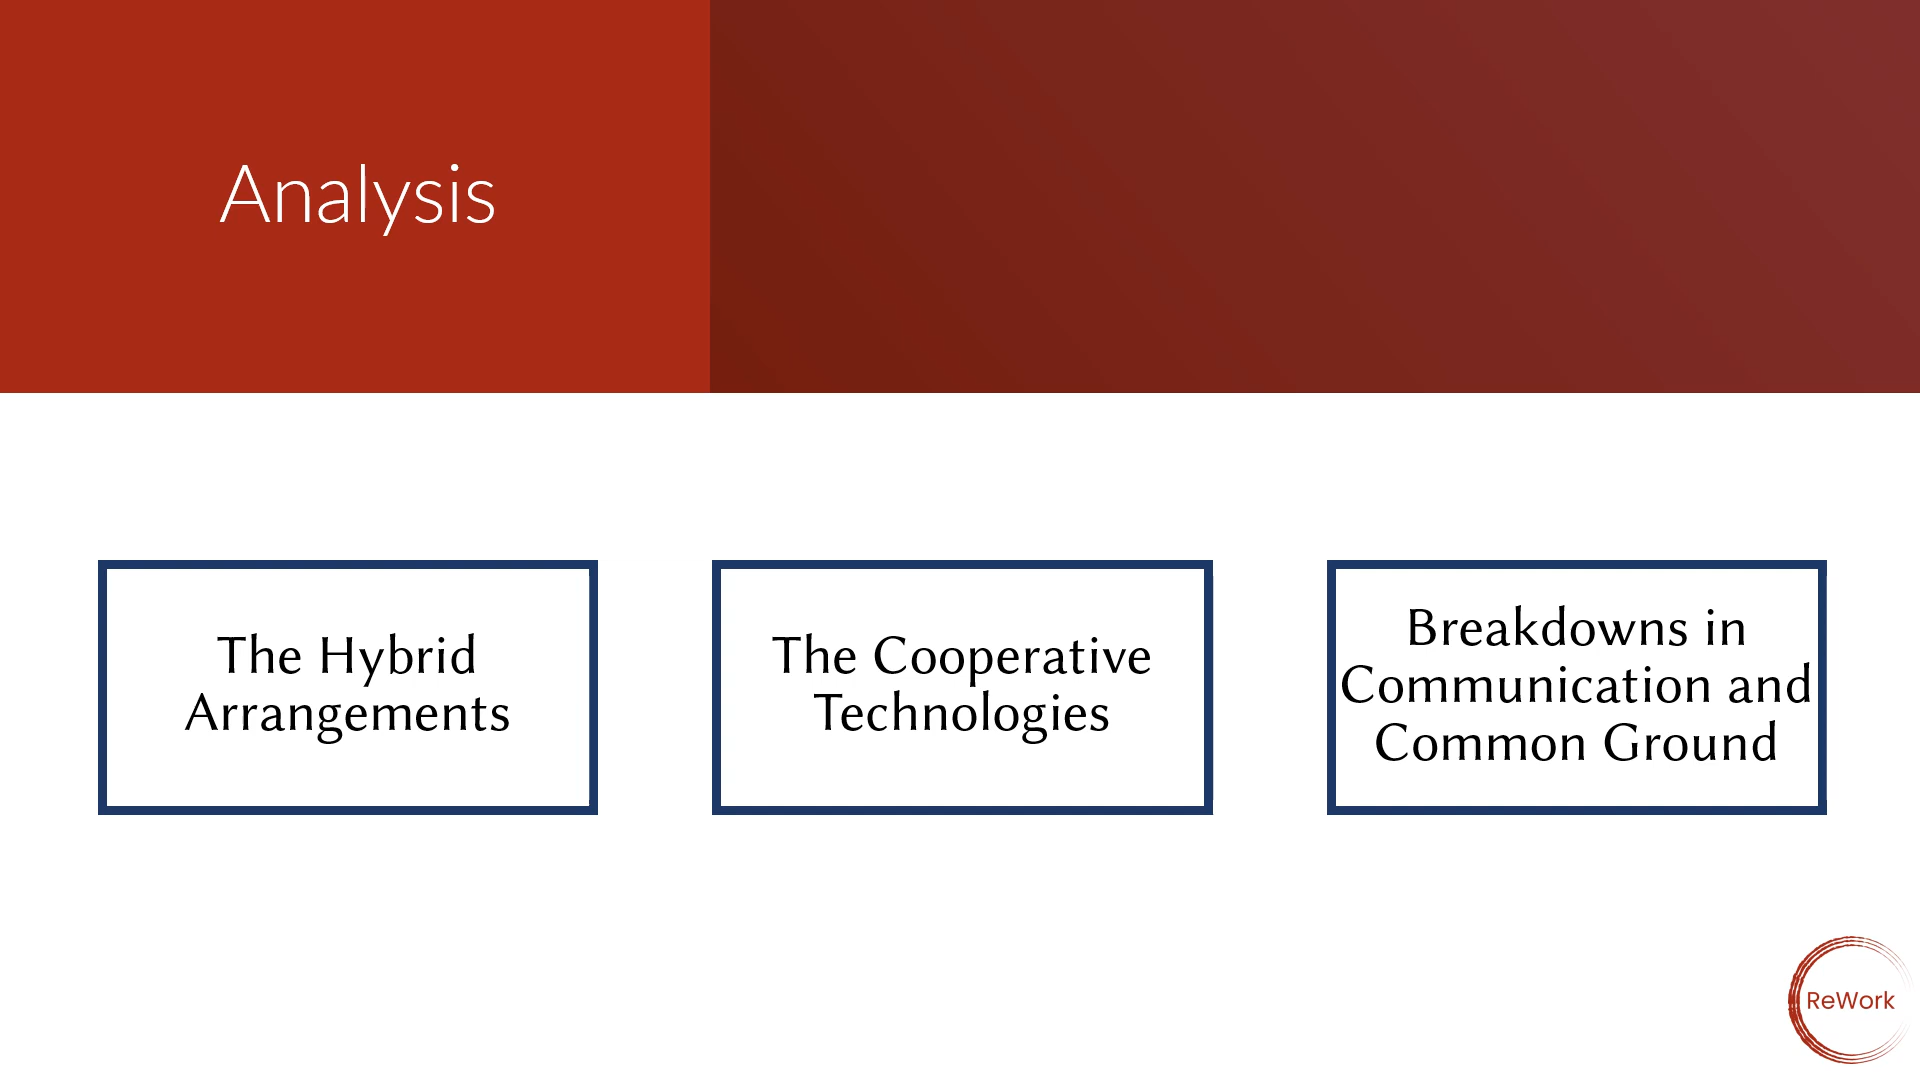 Analysis
The Hybrid
Arrangements
The Cooperative
Technologies
Breakdowns in
Communication and
Common Ground
ReWork